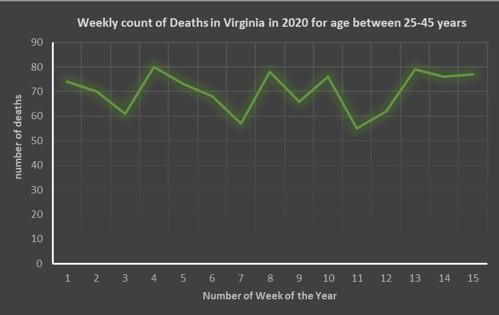 Weekly count of Deaths in Virginia in 2020 for age between 25-45 years
90
80
70
60
50
40
30
20
10
0
number of deaths
1 2 3 4 5 6 7 8 9 10 11 12 13 14 15
Number of Week of the Year